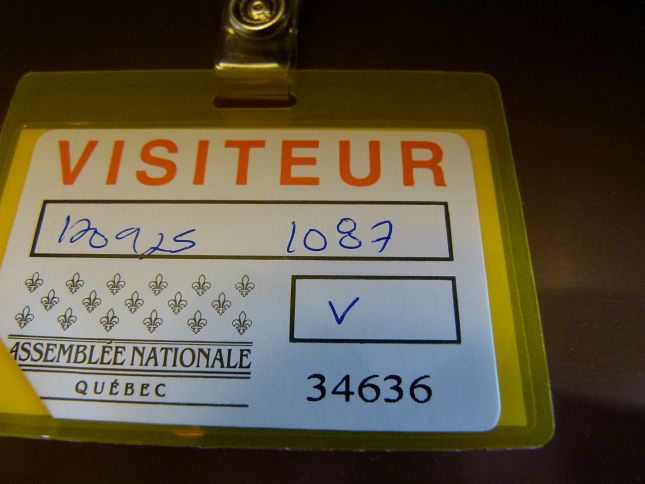 VISITEUR
120925 1087
V
ASSEMBLÉE NATIONALE
QUÉBEC
34636